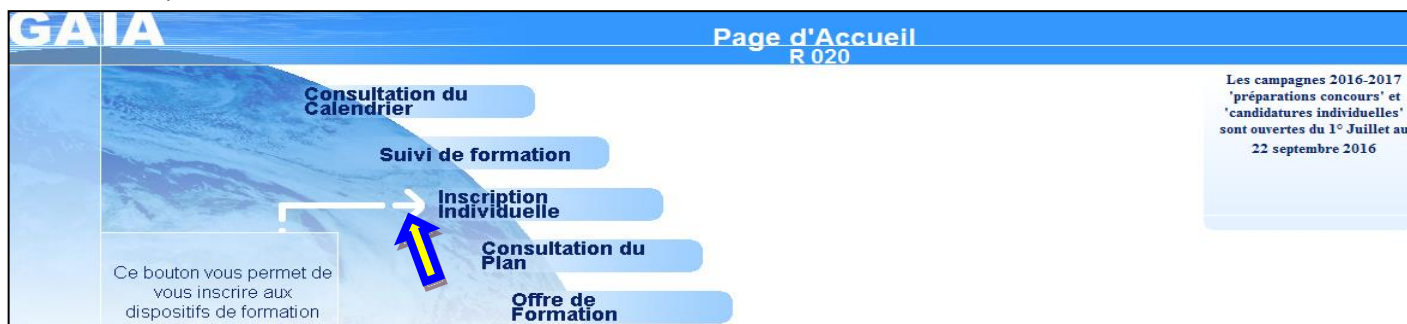 GAIA
Page d'Accueil
R 020
Consultation du
Calendrier
Suivi de formation
Inscription
Individuelle
Consultation du
Plan
Offre de
Formation
Ce bouton vous permet de
vous inscrire aux
dispositifs de formation
Les campagnes 2016-2017
'préparations concours' et
'candidatures individuelles'
sont ouvertes du 1° Juillet au
22 septembre 2016